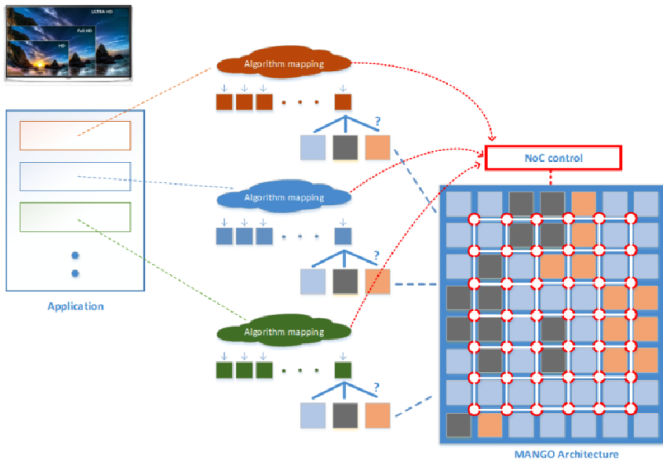 ULTRA HD
Full HD
HD
Algorithm mapping
?
NoC control
Algorithm mapping
?
Application
Algorithm mapping
?
MANGO Architecture